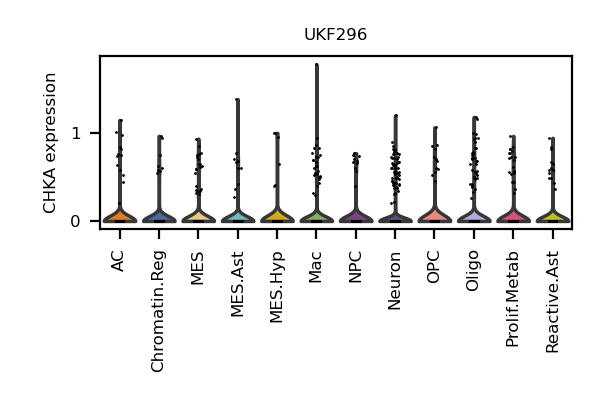 UKF296
CHKA expression
1
0
AC
Chromatin.Reg
MES
MES.Ast
MES.Hyp
Mac
NPC
Neuron
OPC
Oligo
Prolif.Metab
Reactive.Ast